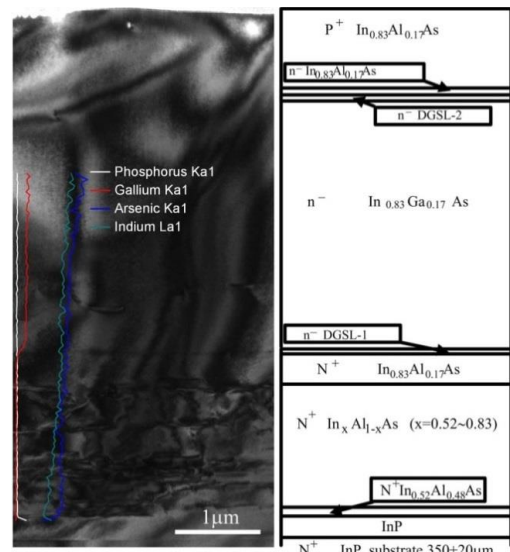 Phosphorus Ka1
Gallium Ka1
Arsenic Ka1
Indium La1
1μm
P+ In0.83Al0.17As
n− In0.83Al0.17As
n− DGSL-2
n− In0.83Ga0.17 As
n− DGSL-1
N+ In0.83Al0.17As
N+ InxAl1-xAs (x=0.52~0.83)
N+In0.52Al0.48As
InP
N+ InP substrate 350±20μm